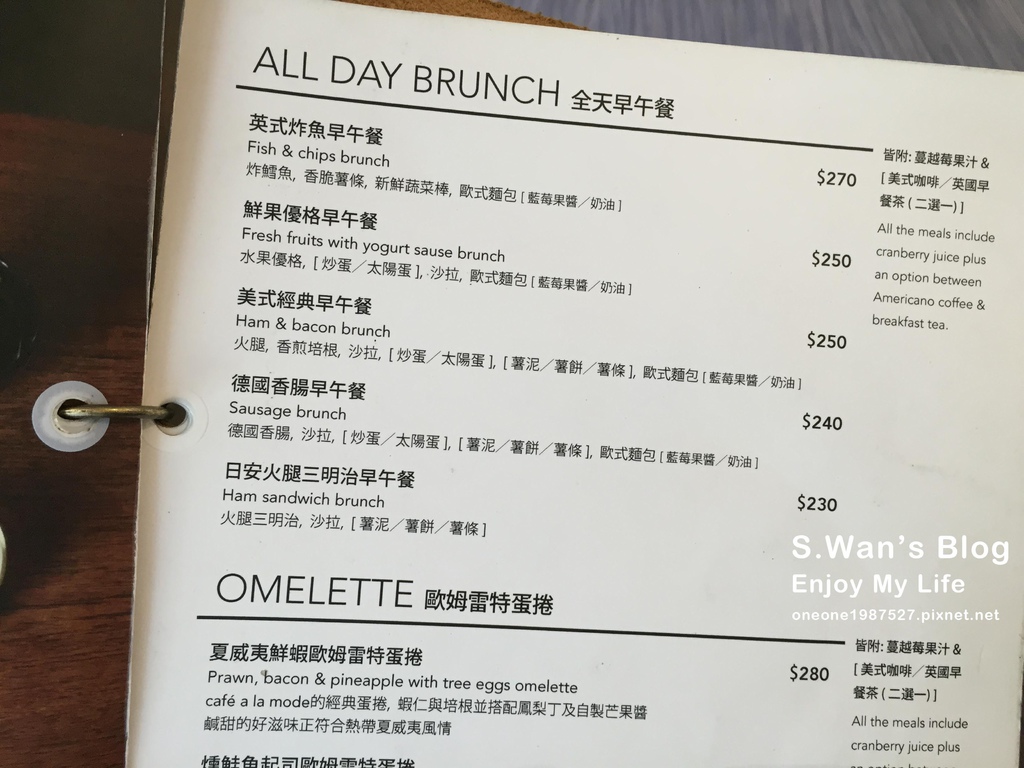 ALL DAY BRUNCH 全天早午餐
英式炸魚早午餐
Fish & chips brunch
炸鱈魚, 香脆薯條, 新鮮蔬菜棒, 歐式麵包 [ 藍莓果醬／奶油 ]
$270
鮮果優格早午餐
Fresh fruits with yogurt sause brunch
水果優格, [ 炒蛋／太陽蛋 ], 沙拉, 歐式麵包 [ 藍莓果醬／奶油 ]
$250
美式經典早午餐
Ham & bacon brunch
火腿, 香煎培根, 沙拉, [ 炒蛋／太陽蛋 ], [ 薯泥／薯餅／薯條 ], 歐式麵包 [ 藍莓果醬／奶油 ]
$250
德國香腸早午餐
Sausage brunch
德國香腸, 沙拉, [ 炒蛋／太陽蛋 ], [ 薯泥／薯餅／薯條 ], 歐式麵包 [ 藍莓果醬／奶油 ]
$240
日安火腿三明治早午餐
Ham sandwich brunch
火腿三明治, 沙拉, [ 薯泥／薯餅／薯條 ]
$230
皆附: 蔓越莓果汁 &
[ 美式咖啡／英國早
餐茶 ( 二選一) ]
All the meals include
cranberry juice plus
an option between
Americano coffee &
breakfast tea.
S.Wan's Blog
Enjoy My Life
oneone1987527.pixnet.net
OMELETTE 歐姆雷特蛋捲
夏威夷鮮蝦歐姆雷特蛋捲
Prawn, bacon & pineapple with tree eggs omelette
café a la mode的經典蛋捲, 蝦仁與培根並搭配鳳梨丁及自製芒果醬
鹹甜的好滋味正符合熱帶夏威夷風情
$280
燻鮭魚起司歐姆雷特蛋捲
皆附: 蔓越莓果汁 &
[ 美式咖啡／英國早
餐茶 ( 二選一) ]
All the meals include
cranberry juice plus